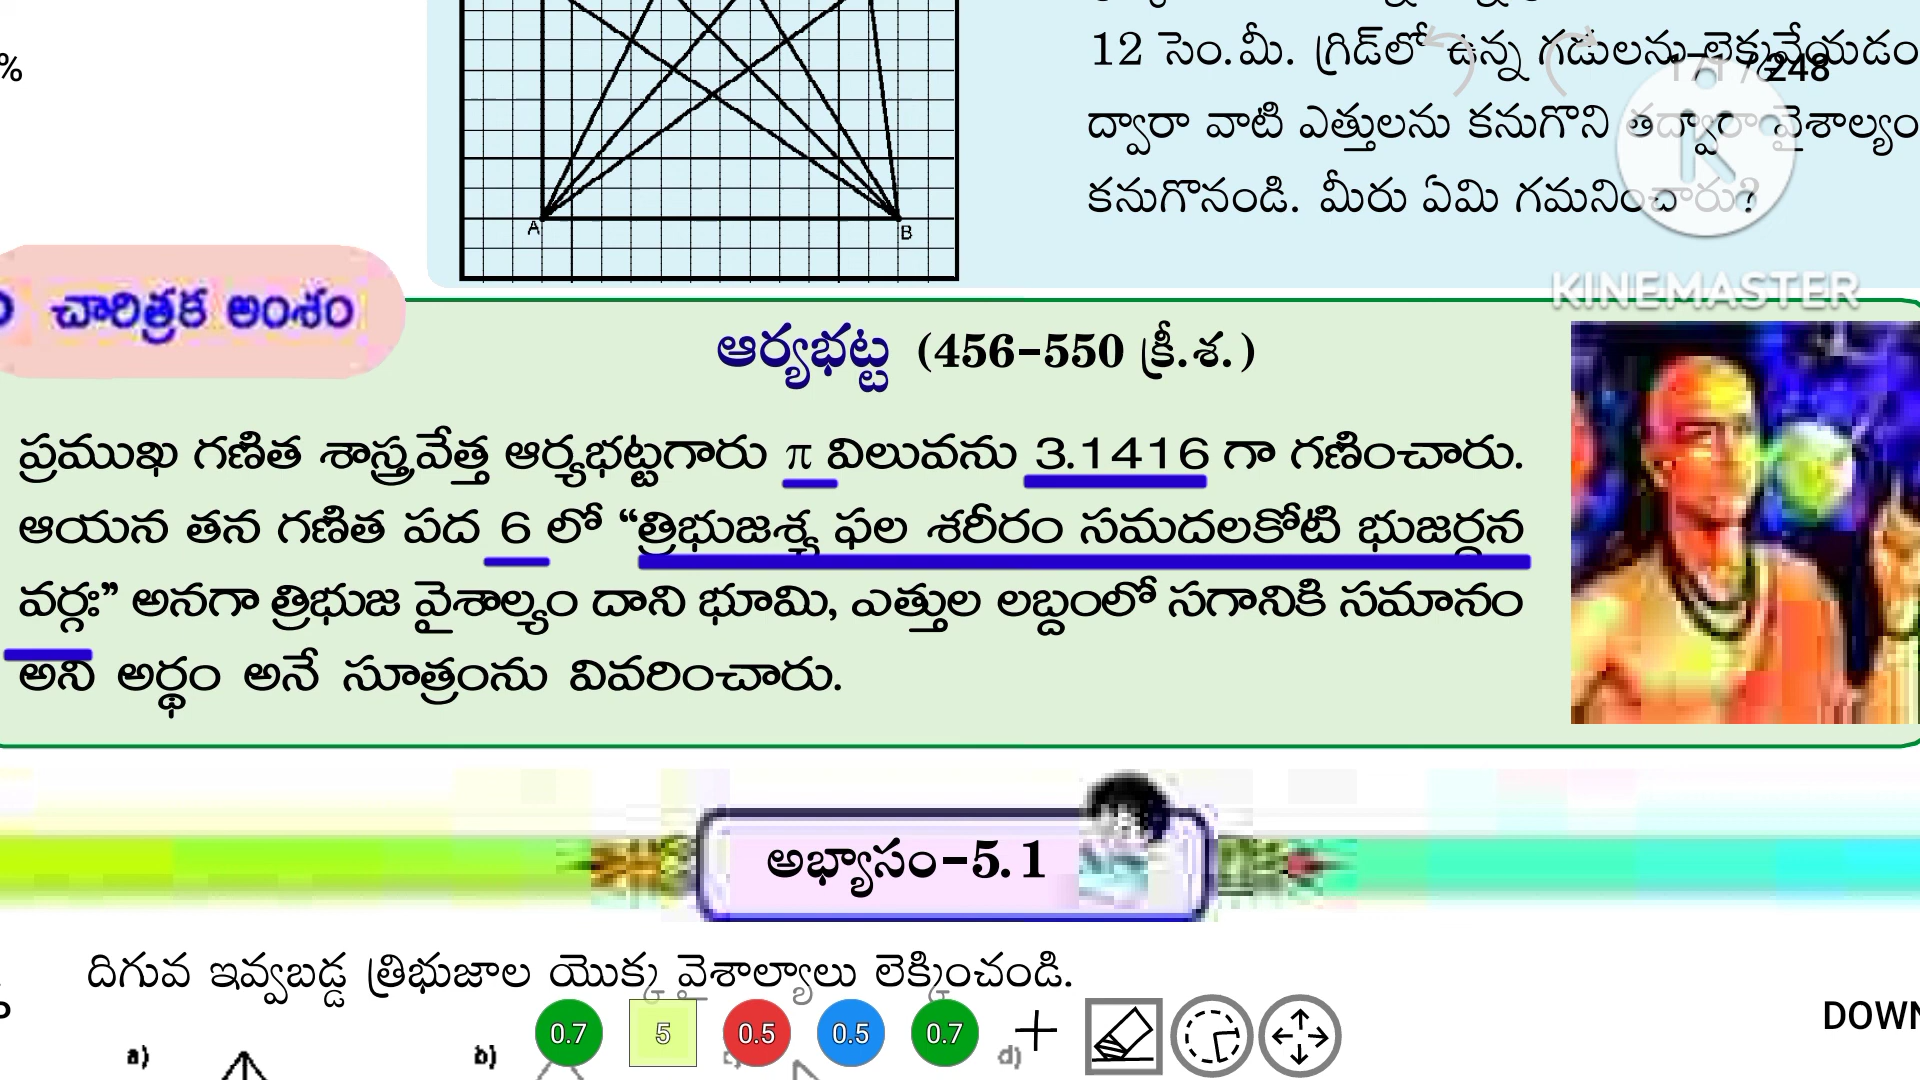 %
12 సెం.మీ. గ్రిడ్‌లో ఉన్న గడులను లెక్కవేయడం
248
ద్వారా వాటి ఎత్తులను కనుగొని తద్వారా వైశాల్యం
కనుగొనండి. మీరు ఏమి గమనించారు?
A
B
KINEMASTER
చారిత్రక అంశం
ఆర్యభట్ట (456-550 క్రీ.శ.)
ప్రముఖ గణిత శాస్త్రవేత్త ఆర్యభట్టగారు π విలువను 3.1416 గా గణించారు.
ఆయన తన గణిత పద 6 లో “త్రిభుజశ్చ ఫల శరీరం సమదలకోటి భుజర్దన
వర్గః” అనగా త్రిభుజ వైశాల్యం దాని భూమి, ఎత్తుల లబ్దంలో సగానికి సమానం
అని అర్థం అనే సూత్రంను వివరించారు.
అభ్యాసం-5.1
దిగువ ఇవ్వబడ్డ త్రిభుజాల యొక్క వైశాల్యాలు లెక్కించండి.
DOWN
0.7 5 0.5 0.5 0.7
a) b) c) d)